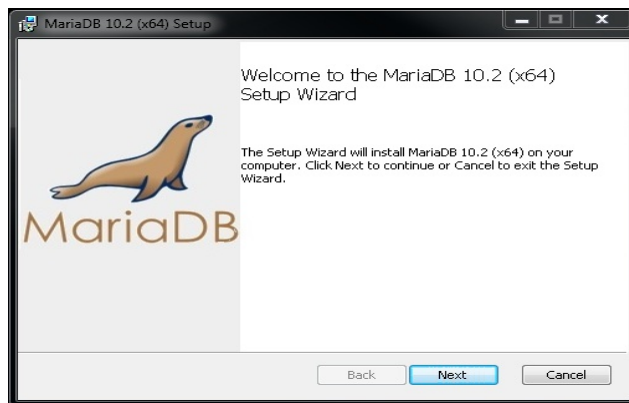 MariaDB 10.2 (x64) Setup
Welcome to the MariaDB 10.2 (x64)
Setup Wizard
The Setup Wizard will install MariaDB 10.2 (x64) on your
computer. Click Next to continue or Cancel to exit the Setup
Wizard.
MariaDB
Back
Next
Cancel